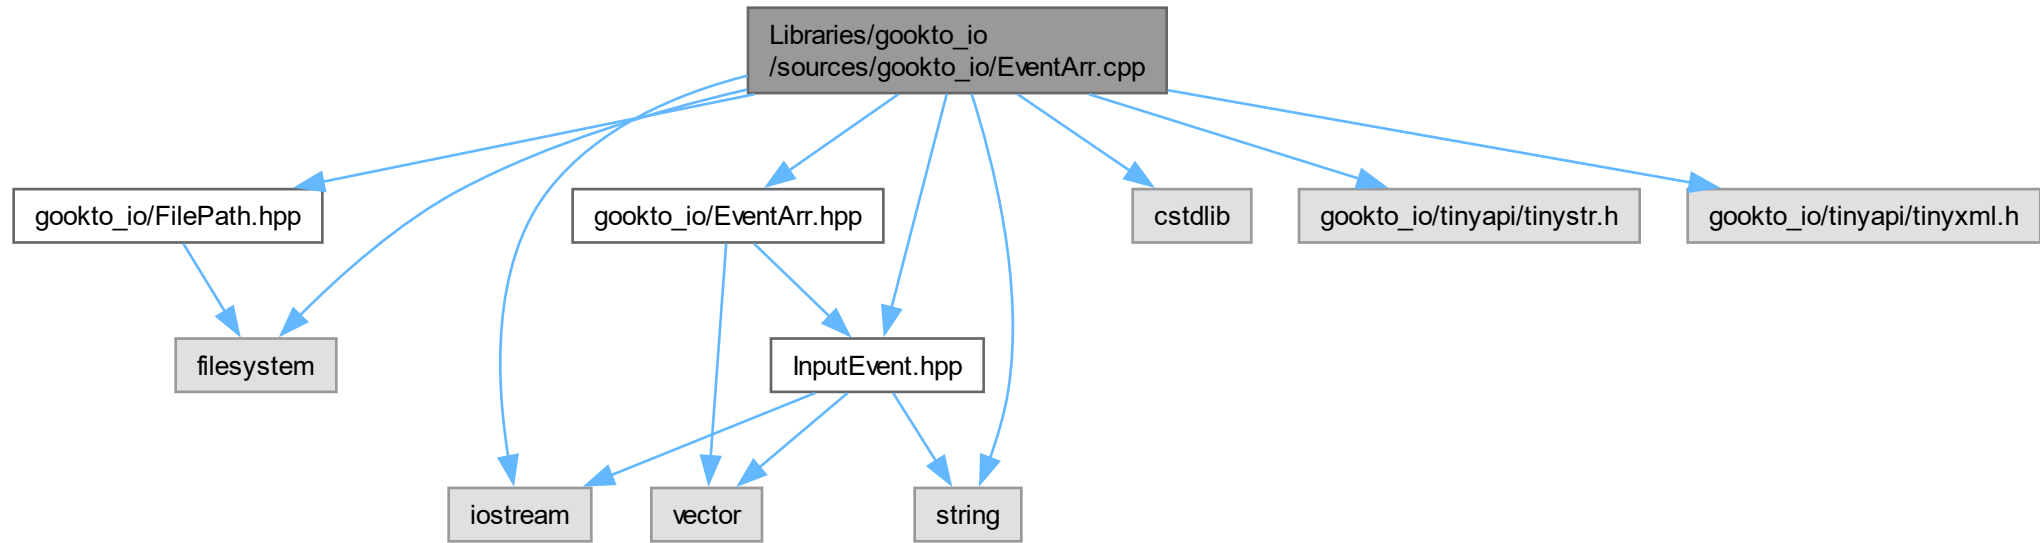 Libraries/gookto_io
/sources/gookto_io/EventArr.cpp
gookto_io/FilePath.hpp
gookto_io/EventArr.hpp
cstdlib
gookto_io/tinyapi/tinystr.h
gookto_io/tinyapi/tinyxml.h
filesystem
InputEvent.hpp
iostream
vector
string